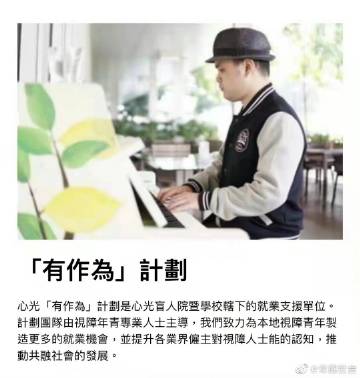 「有作為」計劃
心光「有作為」計劃是心光盲人院暨學校轄下的就業支援單位。
計劃團隊由視障年青專業人士主導，我們致力為本地視障青年製
造更多的就業機會，並提升各業界僱主對視障人士能的認知，推
動共融社會的發展。